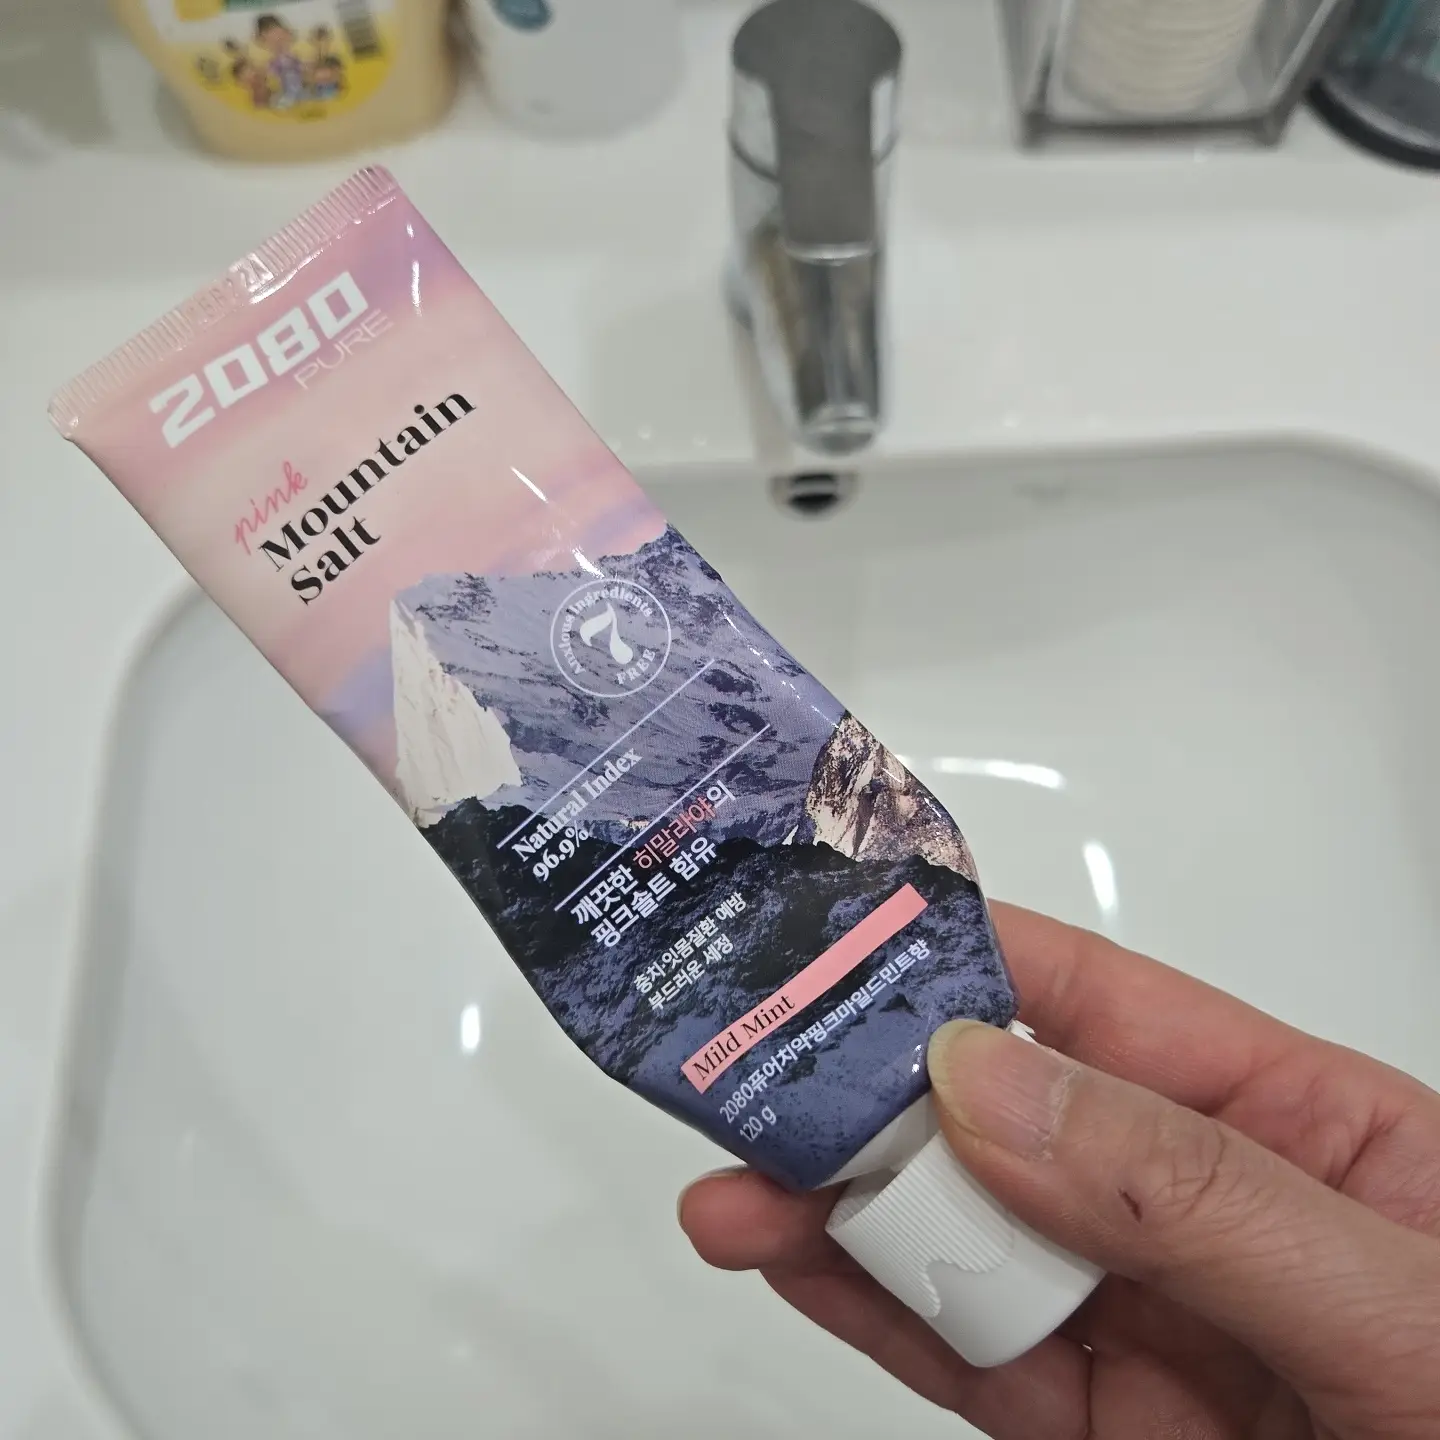 2080
PURE
pink
Mountain
Salt
Anxious Ingredients
7
FREE
Natural Index
96.9%
깨끗한 히말라야의
핑크솔트 함유
충치·잇몸질환 예방
부드러운 세정
Mild Mint
2080퓨어치약핑크마일드민트향
120 g